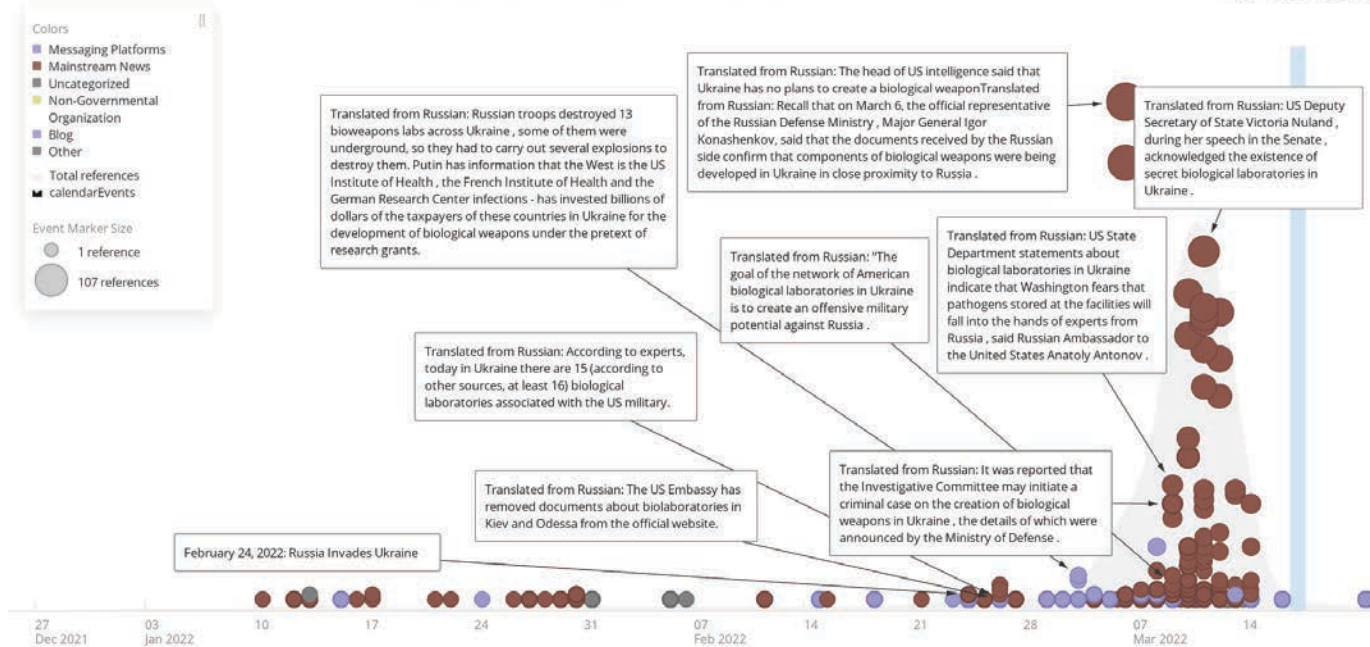 Colors
Messaging Platforms
Mainstream News
Uncategorized
Non-Governmental
Organization
Blog
Other
Total references
calendarEvents
Event Marker Size
1 reference
107 references
Translated from Russian: Russian troops destroyed 13
bioweapons labs across Ukraine , some of them were
underground, so they had to carry out several explosions to
destroy them. Putin has information that the West is the US
Institute of Health , the French Institute of Health and the
German Research Center infections - has invested billions of
dollars of the taxpayers of these countries in Ukraine for the
development of biological weapons under the pretext of
research grants.
Translated from Russian: The head of US intelligence said that
Ukraine has no plans to create a biological weaponTranslated
from Russian: Recall that on March 6, the official representative
of the Russian Defense Ministry , Major General Igor
Konashenkov, said that the documents received by the Russian
side confirm that components of biological weapons were being
developed in Ukraine in close proximity to Russia .
Translated from Russian: US Deputy
Secretary of State Victoria Nuland ,
during her speech in the Senate ,
acknowledged the existence of
secret biological laboratories in
Ukraine .
Translated from Russian: "The
goal of the network of American
biological laboratories in Ukraine
is to create an offensive military
potential against Russia .
Translated from Russian: US State
Department statements about
biological laboratories in Ukraine
indicate that Washington fears that
pathogens stored at the facilities will
fall into the hands of experts from
Russia , said Russian Ambassador to
the United States Anatoly Antonov .
Translated from Russian: According to experts,
today in Ukraine there are 15 (according to
other sources, at least 16) biological
laboratories associated with the US military.
Translated from Russian: The US Embassy has
removed documents about biolaboratories in
Kiev and Odessa from the official website.
Translated from Russian: It was reported that
the Investigative Committee may initiate a
criminal case on the creation of biological
weapons in Ukraine , the details of which were
announced by the Ministry of Defense .
February 24, 2022: Russia Invades Ukraine
27 03 10 17 24 31 07 14 21 28 07 14
Dec 2021 Jan 2022 Feb 2022 Mar 2022